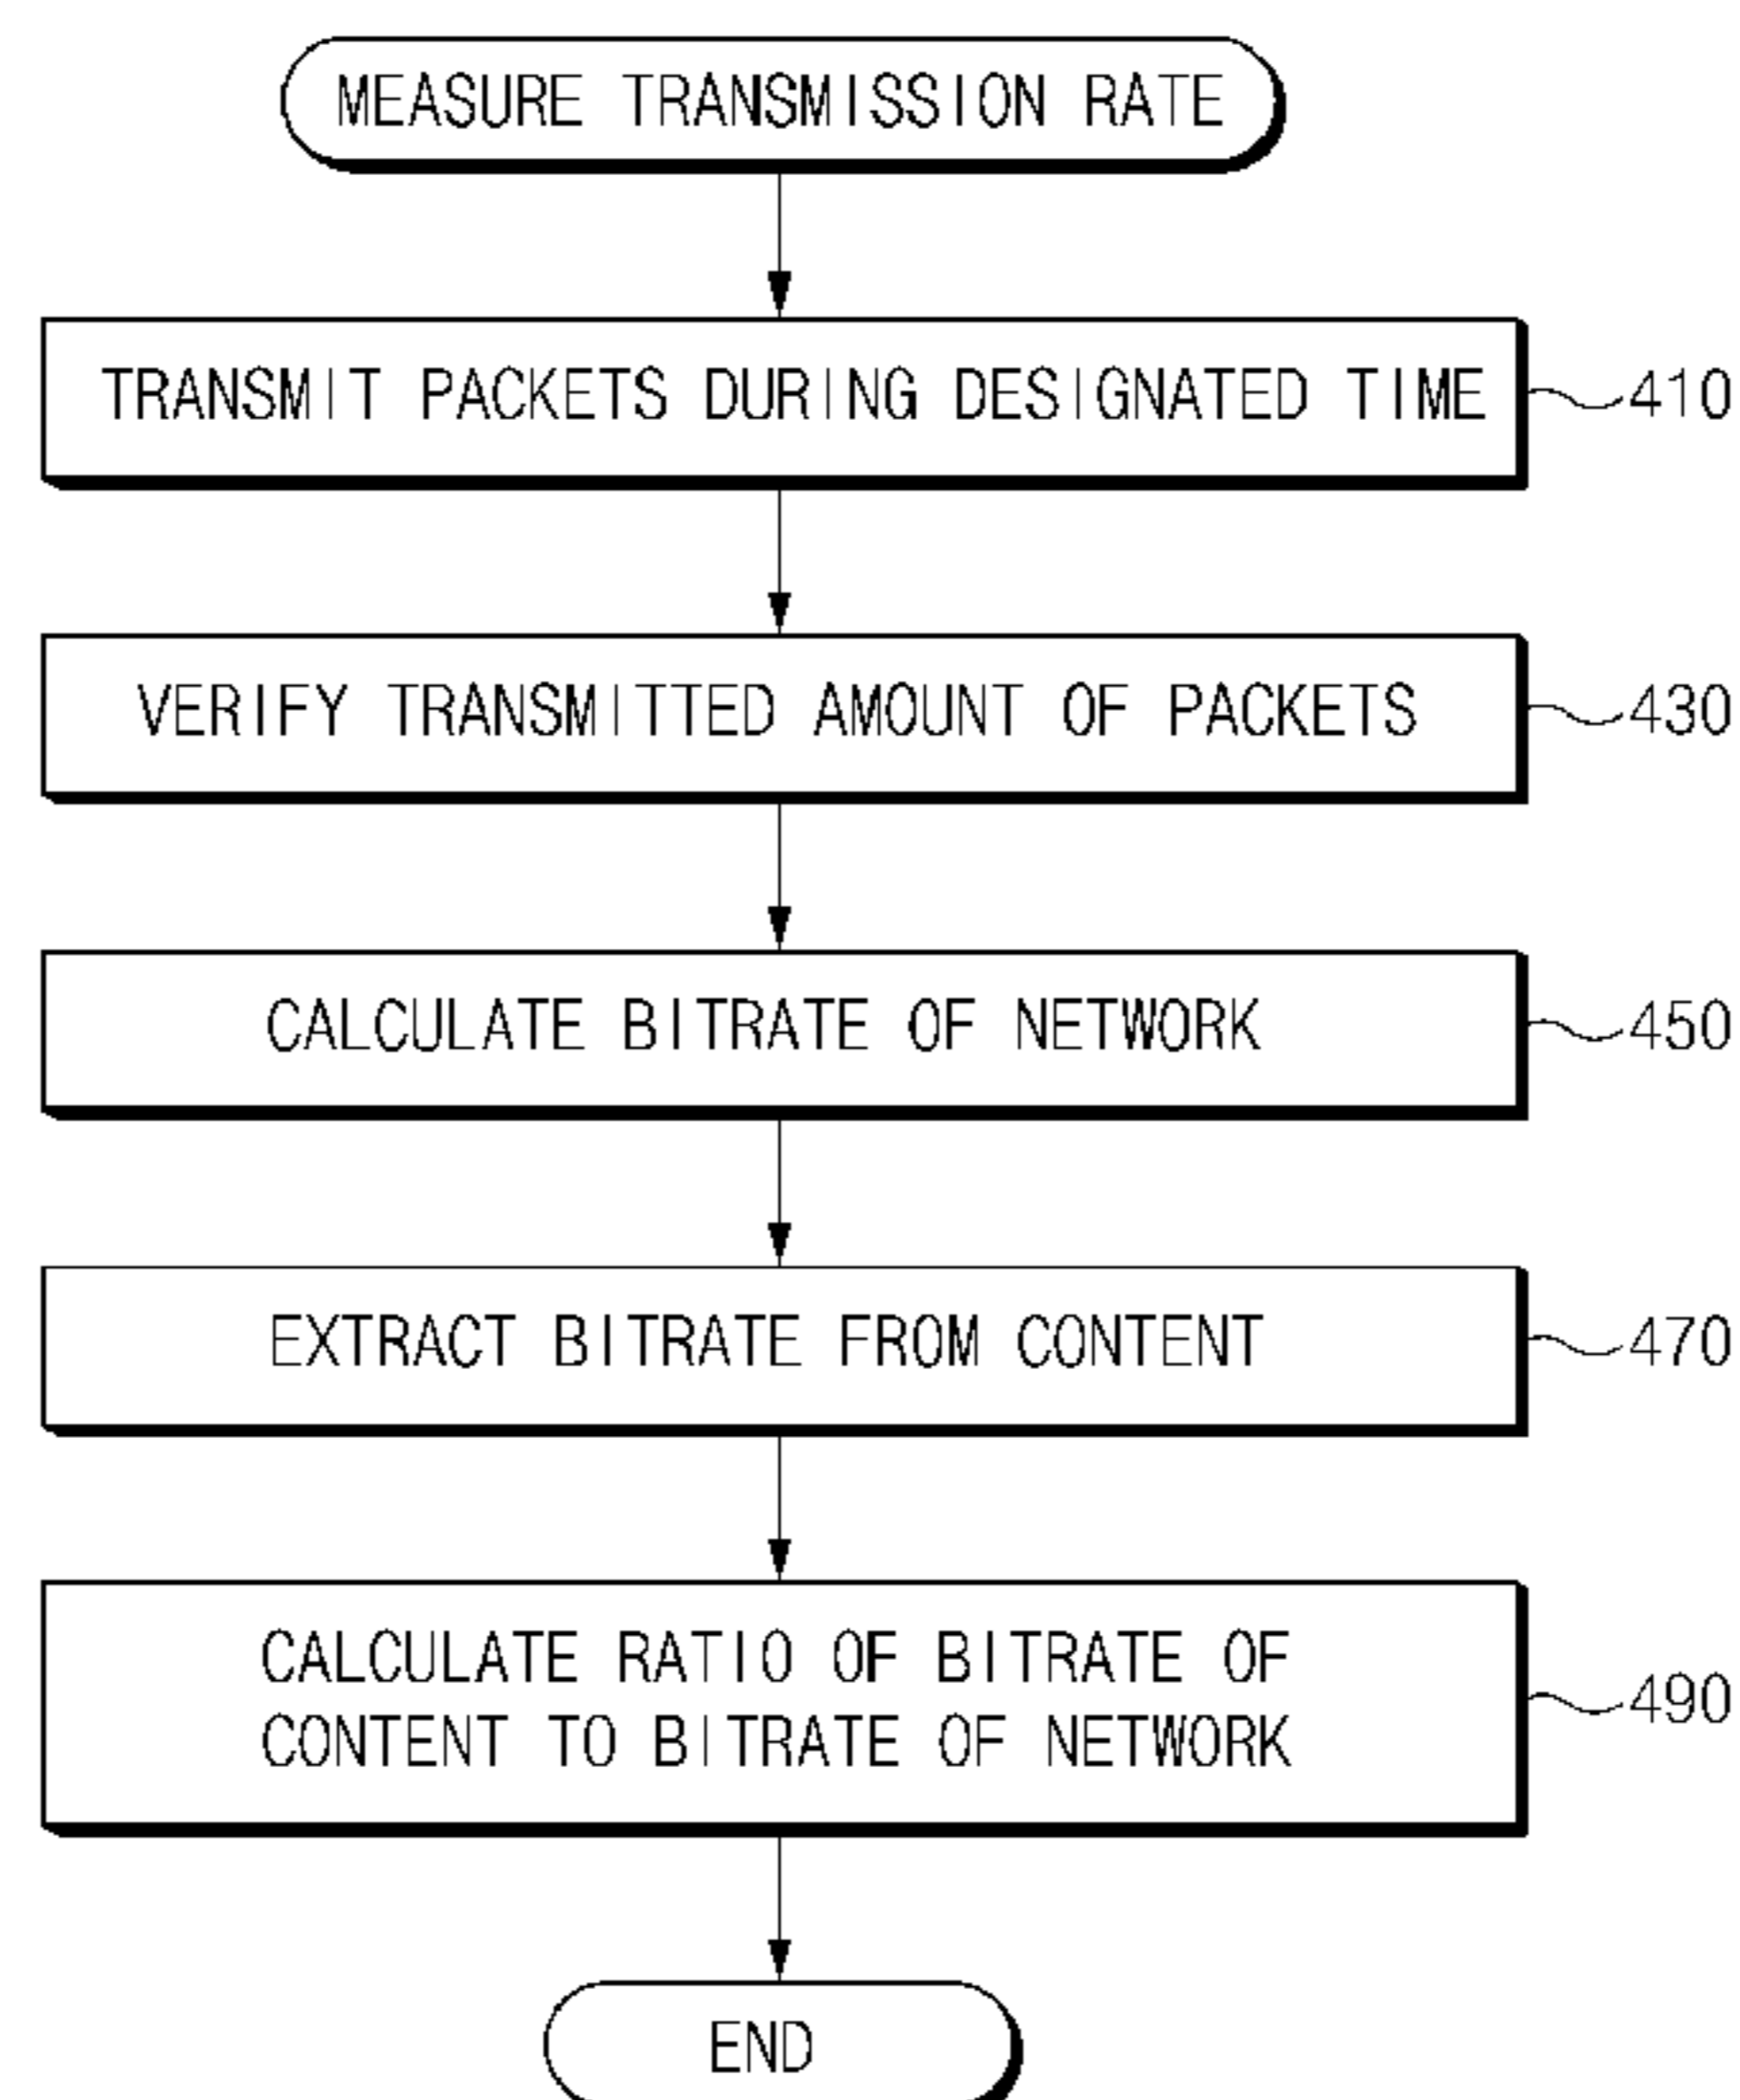 MEASURE TRANSMISSION RATE
TRANSMIT PACKETS DURING DESIGNATED TIME
410
VERIFY TRANSMITTED AMOUNT OF PACKETS
430
CALCULATE BITRATE OF NETWORK
450
EXTRACT BITRATE FROM CONTENT
470
CALCULATE RATIO OF BITRATE OF
CONTENT TO BITRATE OF NETWORK
490
END